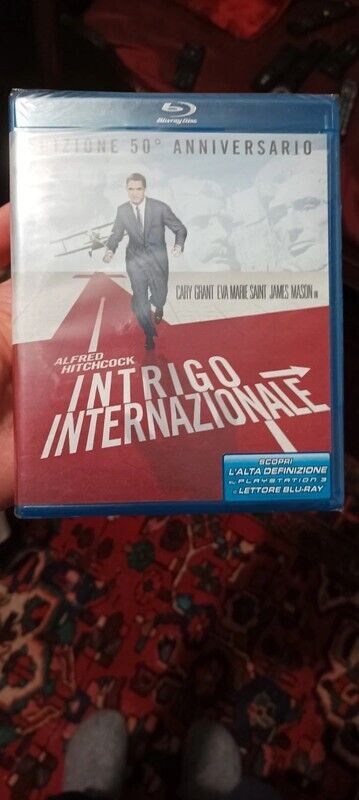 Blu-ray Disc
EDIZIONE 50° ANNIVERSARIO
CARY GRANT EVA MARIE SAINT JAMES MASON IN
ALFRED
HITCHCOCK
INTRIGO
INTERNAZIONALE
SCOPRI
L'ALTA DEFINIZIONE
PLAYSTATION 3
O LETTORE BLU-RAY